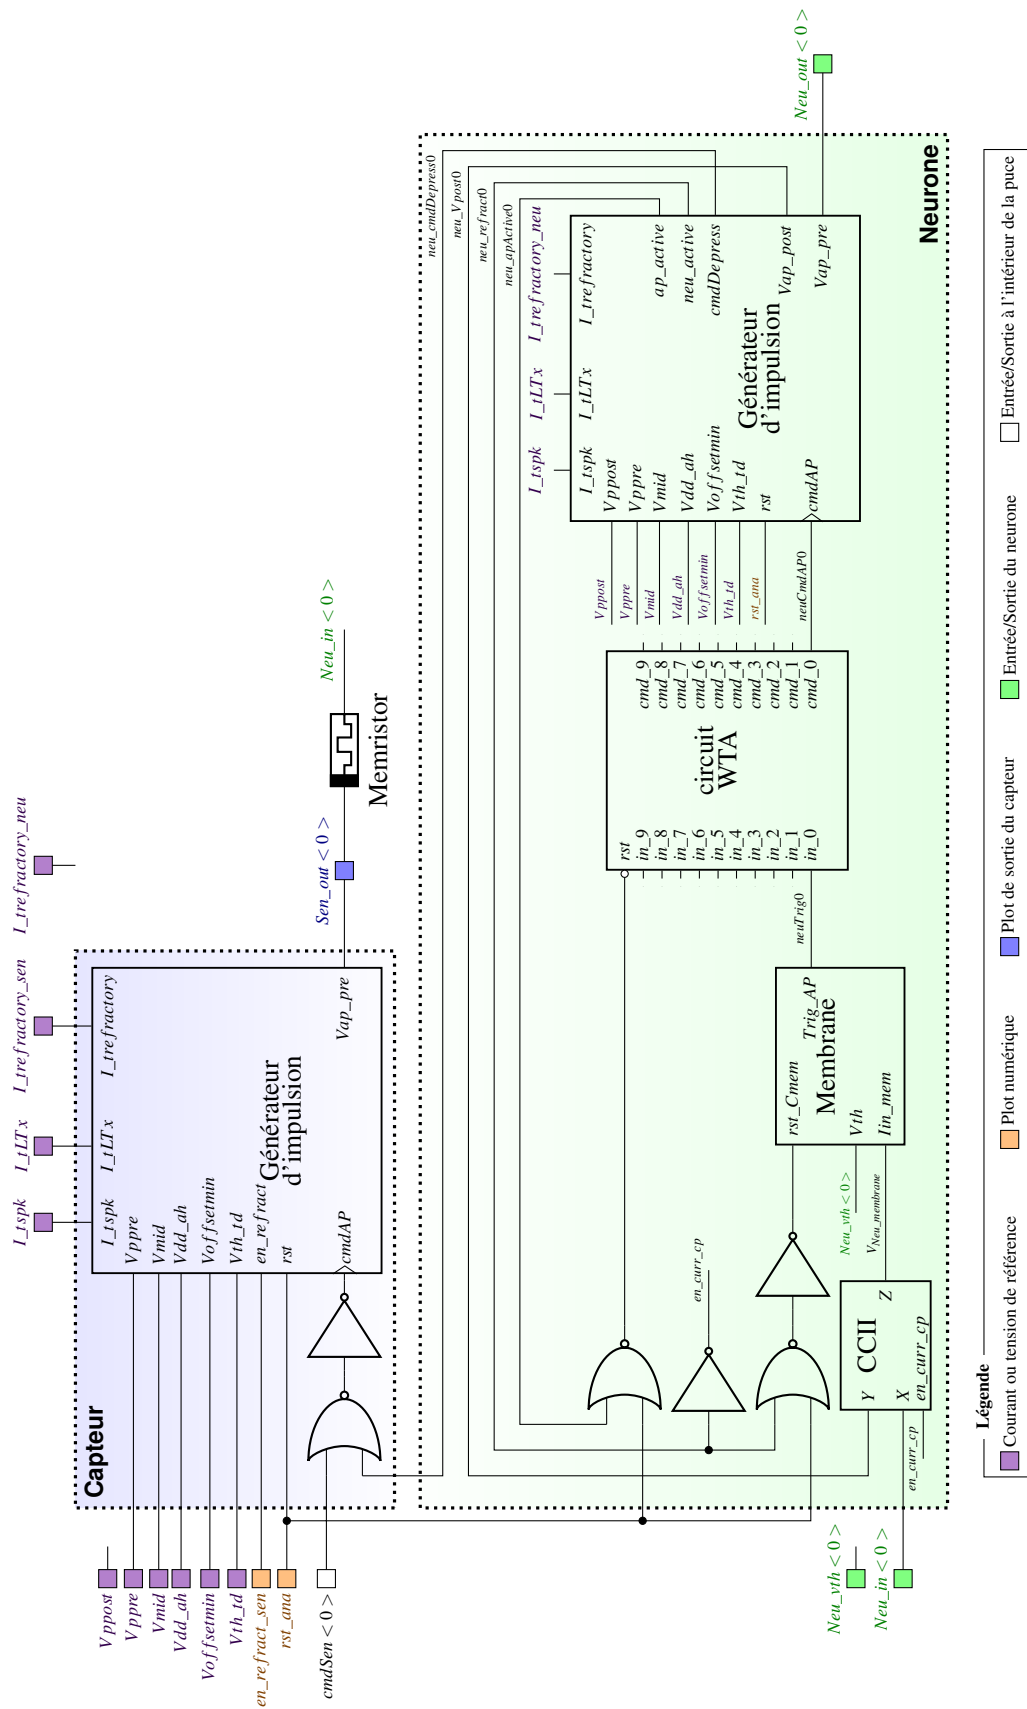 I_tspk
I_tLTx
I_trefractory_sen
I_trefractory_neu
Capteur
Vppost
Vppre
Vmid
Vdd_ah
Voffsetmin
Vth_td
en_refract_sen
rst_ana
cmdSen < 0 >
I_tspk
I_tLTx
I_trefractory
Vppre
Vmid
Vdd_ah
Voffsetmin
Vth_td
en_refract
rst
cmdAP
Générateur
d'impulsion
Vap_pre
Sen_out < 0 >
Memristor
Neu_in < 0 >
neu_cmdDepress0
neu_Vpost0
neu_refract0
neu_apActive0
en_curr_cp
Neu_vth < 0 >
Neu_in < 0 >
en_curr_cp
Y
X
en_curr_cp
CCII
Z
Neu_vth < 0 >
VNeu_membrane
rst_Cmem
Vth
Iin_mem
Trig_AP
Membrane
neuTrig0
rst
in_9
in_8
in_7
in_6
in_5
in_4
in_3
in_2
in_1
in_0
circuit
WTA
cmd_9
cmd_8
cmd_7
cmd_6
cmd_5
cmd_4
cmd_3
cmd_2
cmd_1
cmd_0
Vppost
Vppre
Vmid
Vdd_ah
Voffsetmin
Vth_td
rst_ana
neuCmdAP0
I_tspk
I_tLTx
I_trefractory_neu
I_tspk
I_tLTx
I_trefractory
Vppost
Vppre
Vmid
Vdd_ah
Voffsetmin
Vth_td
rst
cmdAP
Générateur
d'impulsion
ap_active
neu_active
cmdDepress
Vap_post
Vap_pre
Neu_out < 0 >
Neurone
Légende
Courant ou tension de référence
Plot numérique
Plot de sortie du capteur
Entrée/Sortie du neurone
Entrée/Sortie à l'intérieur de la puce